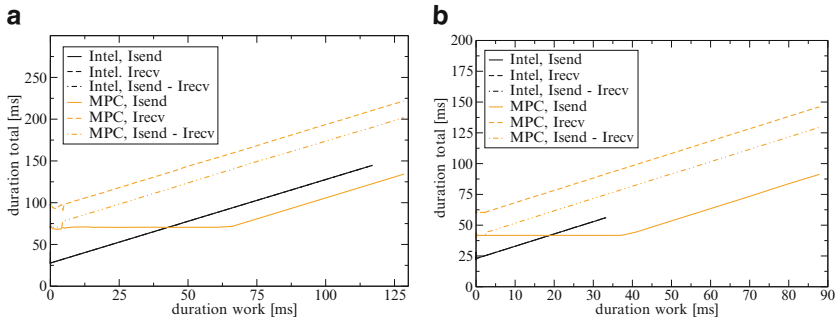 a
duration total [ms]
250
200
150
100
50
0
Intel, Isend
Intel. Irecv
Intel, Isend - Irecv
MPC, Isend
MPC, Irecv
MPC, Isend - Irecv
0 25 50 75 100 125
duration work [ms]
b
duration total [ms]
200
175
150
125
100
75
50
25
0
Intel, Isend
Intel, Irecv
Intel, Isend - Irecv
MPC, Isend
MPC, Irecv
MPC, Isend - Irecv
0 10 20 30 40 50 60 70 80 90
duration work [ms]